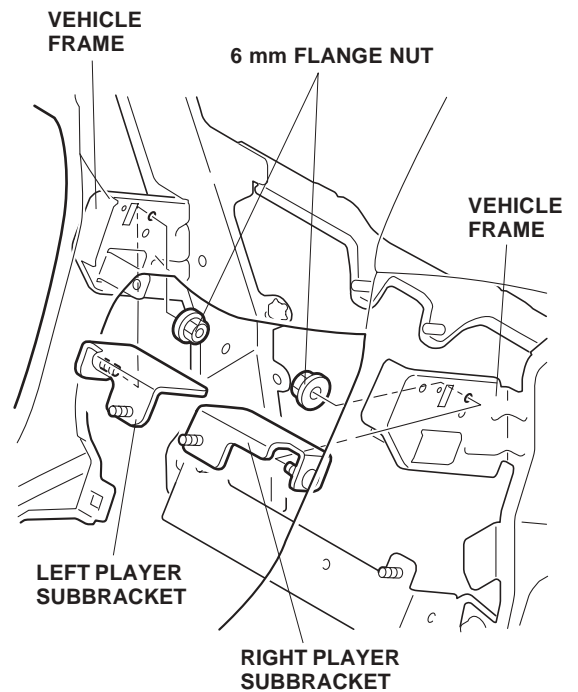 VEHICLE
FRAME
6 mm FLANGE NUT
VEHICLE
FRAME
LEFT PLAYER
SUBBRACKET
RIGHT PLAYER
SUBBRACKET